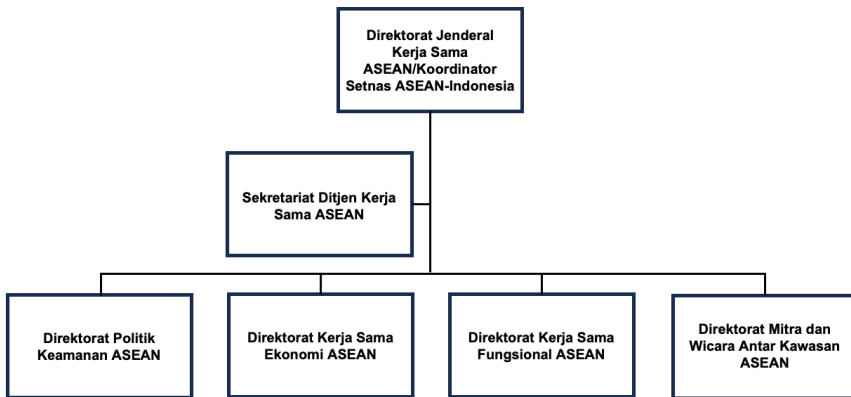 Direktorat Jenderal
Kerja Sama
ASEAN/Koordinator
Setnas ASEAN-Indonesia
Sekretariat Ditjen Kerja
Sama ASEAN
Direktorat Politik
Keamanan ASEAN
Direktorat Kerja Sama
Ekonomi ASEAN
Direktorat Kerja Sama
Fungsional ASEAN
Direktorat Mitra dan
Wicara Antar Kawasan
ASEAN